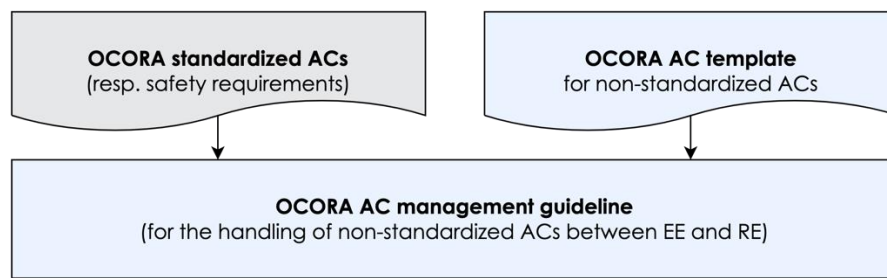 OCORA standardized ACs
(resp. safety requirements)
OCORA AC template
for non-standardized ACs
OCORA AC management guideline
(for the handling of non-standardized ACs between EE and RE)